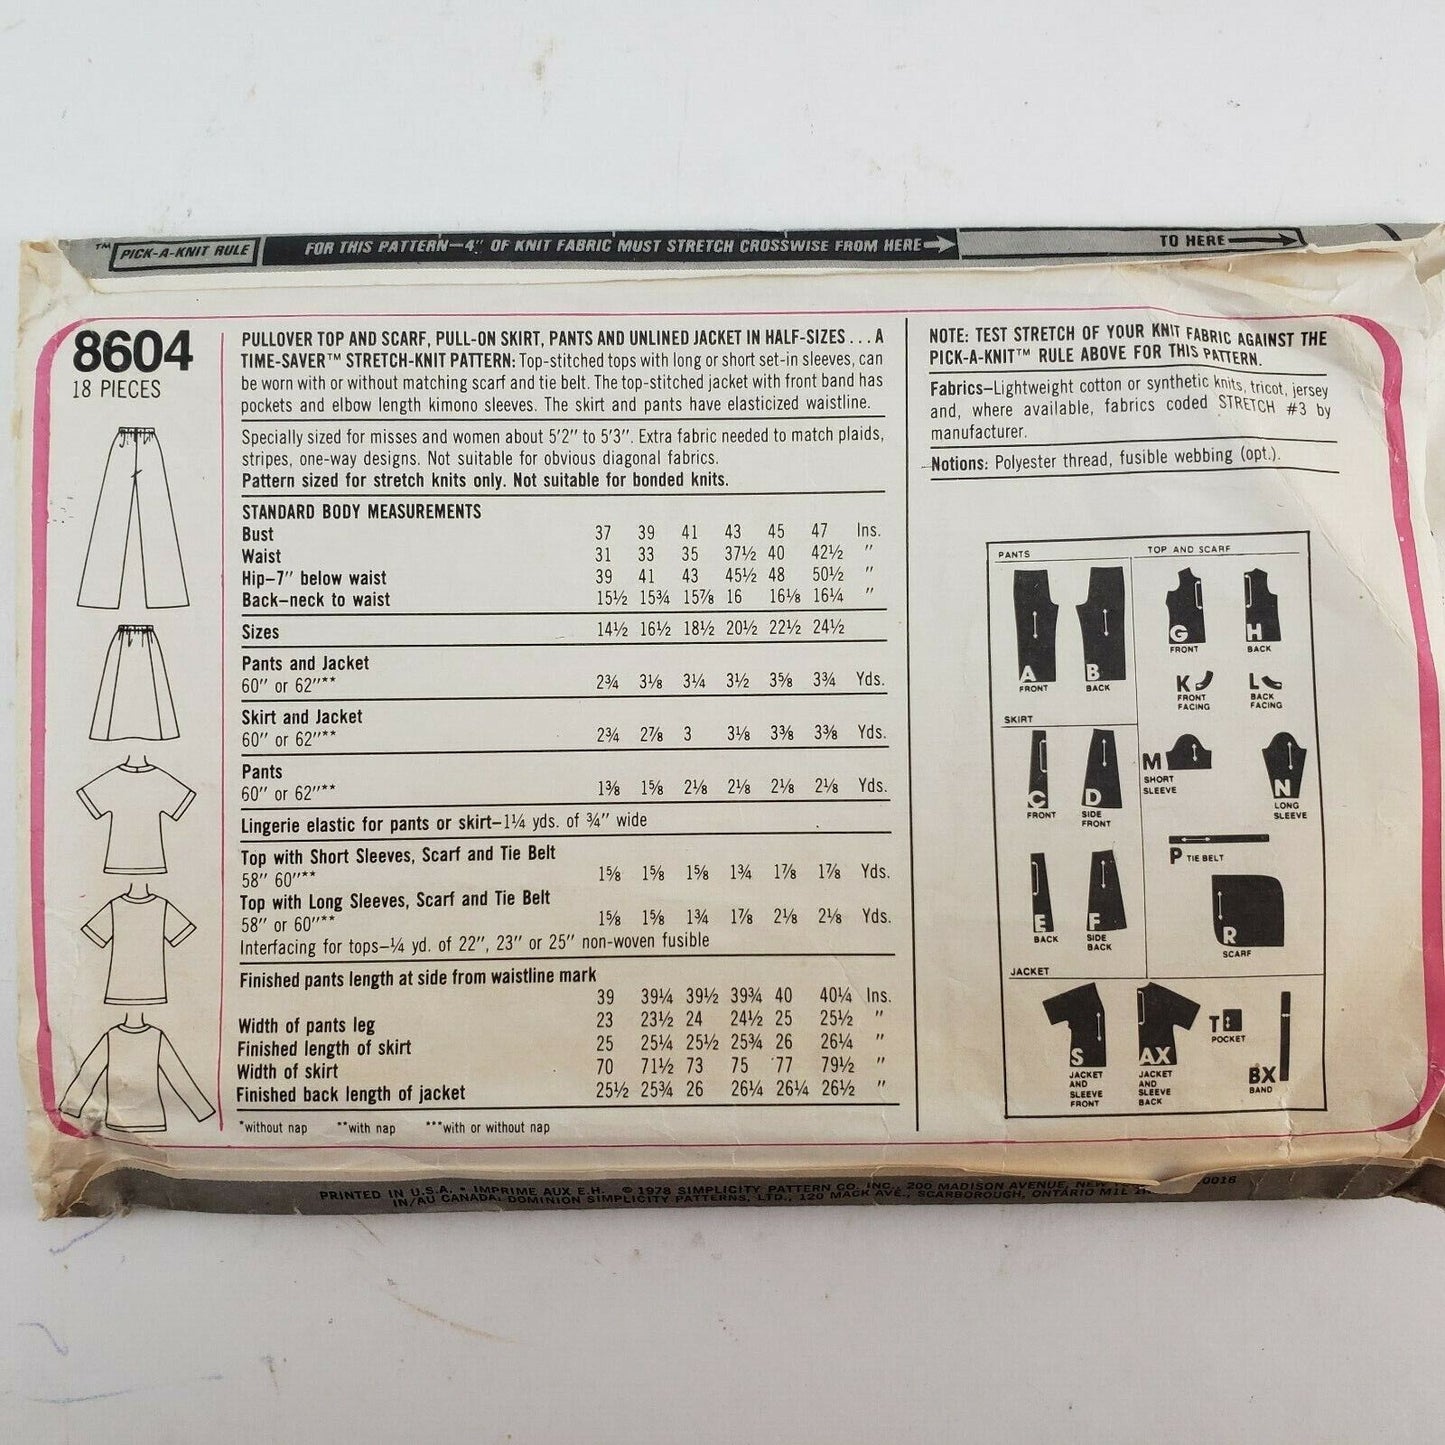 ™ PICK-A-KNIT RULE FOR THIS PATTERN—4" OF KNIT FABRIC MUST STRETCH CROSSWISE FROM HERE TO HERE
8604
18 PIECES
PULLOVER TOP AND SCARF, PULL-ON SKIRT, PANTS AND UNLINED JACKET IN HALF-SIZES . . . A
TIME-SAVER™ STRETCH-KNIT PATTERN: Top-stitched tops with long or short set-in sleeves, can
be worn with or without matching scarf and tie belt. The top-stitched jacket with front band has
pockets and elbow length kimono sleeves. The skirt and pants have elasticized waistline.
Specially sized for misses and women about 5'2" to 5'3". Extra fabric needed to match plaids,
stripes, one-way designs. Not suitable for obvious diagonal fabrics.
Pattern sized for stretch knits only. Not suitable for bonded knits.
STANDARD BODY MEASUREMENTS
Bust 37 39 41 43 45 47 Ins.
Waist 31 33 35 37½ 40 42½ "
Hip—7" below waist 39 41 43 45½ 48 50½ "
Back—neck to waist 15½ 15¾ 15⅞ 16 16⅛ 16¼ "
Sizes 14½ 16½ 18½ 20½ 22½ 24½
Pants and Jacket
60" or 62"** 2¾ 3⅛ 3¼ 3½ 3⅝ 3¾ Yds.
Skirt and Jacket
60" or 62"** 2¾ 2⅞ 3 3⅛ 3⅜ 3⅜ Yds.
Pants
60" or 62"** 1⅜ 1⅝ 2⅛ 2⅛ 2⅛ 2⅛ Yds.
Lingerie elastic for pants or skirt—1¼ yds. of ¾" wide
Top with Short Sleeves, Scarf and Tie Belt
58" 60"** 1⅝ 1⅝ 1⅝ 1¾ 1⅞ 1⅞ Yds.
Top with Long Sleeves, Scarf and Tie Belt
58" or 60"** 1⅝ 1⅝ 1¾ 1⅞ 2⅛ 2⅛ Yds.
Interfacing for tops—¼ yd. of 22", 23" or 25" non-woven fusible
Finished pants length at side from waistline mark
39 39¼ 39½ 39¾ 40 40¼ Ins.
Width of pants leg 23 23½ 24 24½ 25 25½ "
Finished length of skirt 25 25¼ 25½ 25¾ 26 26¼ "
Width of skirt 70 71½ 73 75 77 79½ "
Finished back length of jacket 25½ 25¾ 26 26¼ 26¼ 26½ "
*without nap **with nap ***with or without nap
NOTE: TEST STRETCH OF YOUR KNIT FABRIC AGAINST THE
PICK-A-KNIT™ RULE ABOVE FOR THIS PATTERN.
Fabrics—Lightweight cotton or synthetic knits, tricot, jersey
and, where available, fabrics coded STRETCH #3 by
manufacturer.
Notions: Polyester thread, fusible webbing (opt.).
PANTS
A
FRONT
B
BACK
TOP AND SCARF
G
FRONT
H
BACK
K
FRONT
FACING
L
BACK
FACING
SKIRT
C
FRONT
D
SIDE
FRONT
M
SHORT
SLEEVE
N
LONG
SLEEVE
P TIE BELT
E
BACK
F
SIDE
BACK
R
SCARF
JACKET
S
JACKET
AND
SLEEVE
FRONT
AX
JACKET
AND
SLEEVE
BACK
T
POCKET
BX
BAND
PRINTED IN U.S.A. • IMPRIME AUX E.H. © 1978 SIMPLICITY PATTERN CO. INC., 200 MADISON AVENUE, NEW
IN/AU CANADA, DOMINION SIMPLICITY PATTERNS, LTD., 120 MACK AVE., SCARBOROUGH, ONTARIO M1L